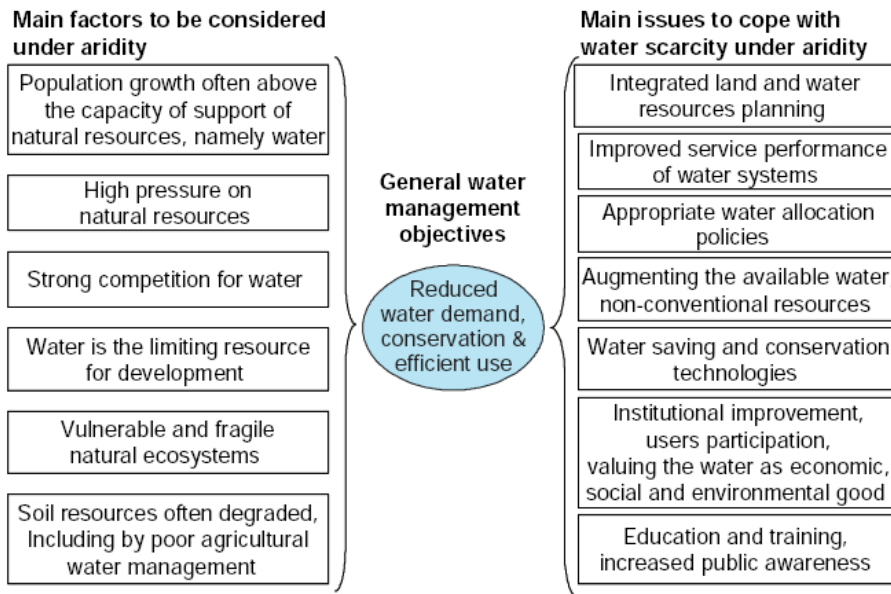 Main factors to be considered
under aridity
Population growth often above
the capacity of support of
natural resources, namely water
High pressure on
natural resources
Strong competition for water
Water is the limiting resource
for development
Vulnerable and fragile
natural ecosystems
Soil resources often degraded,
Including by poor agricultural
water management
General water
management
objectives
Reduced
water demand,
conservation &
efficient use
Main issues to cope with
water scarcity under aridity
Integrated land and water
resources planning
Improved service performance
of water systems
Appropriate water allocation
policies
Augmenting the available water,
non-conventional resources
Water saving and conservation
technologies
Institutional improvement,
users participation,
valuing the water as economic,
social and environmental good
Education and training,
increased public awareness